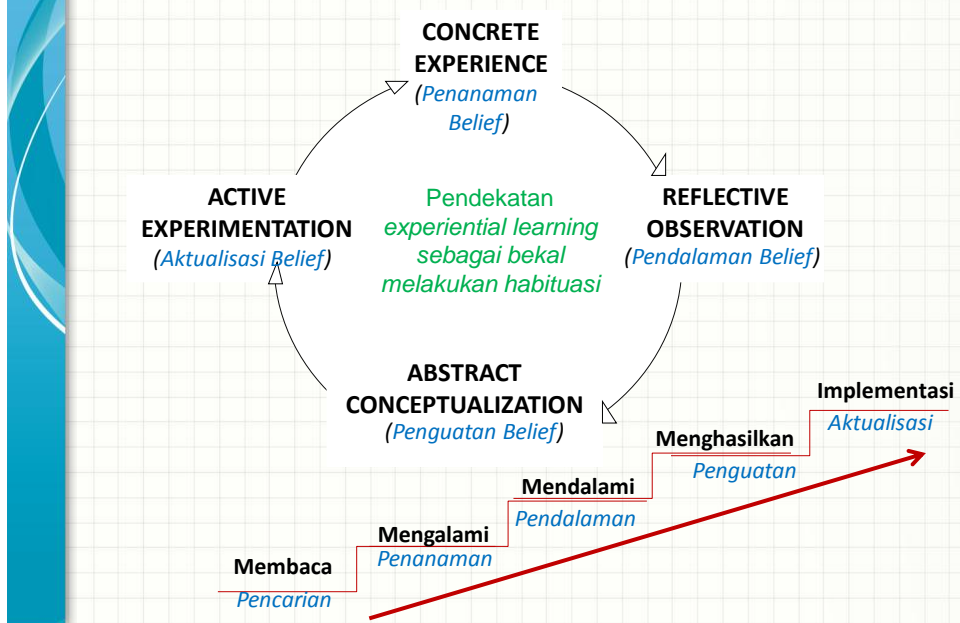 CONCRETE
EXPERIENCE
(Penanaman
Belief)
ACTIVE
EXPERIMENTATION
(Aktualisasi Belief)
Pendekatan
experiential learning
sebagai bekal
melakukan habituasi
REFLECTIVE
OBSERVATION
(Pendalaman Belief)
ABSTRACT
CONCEPTUALIZATION
(Penguatan Belief)
Membaca
Pencarian
Mengalami
Penanaman
Mendalami
Pendalaman
Menghasilkan
Penguatan
Implementasi
Aktualisasi